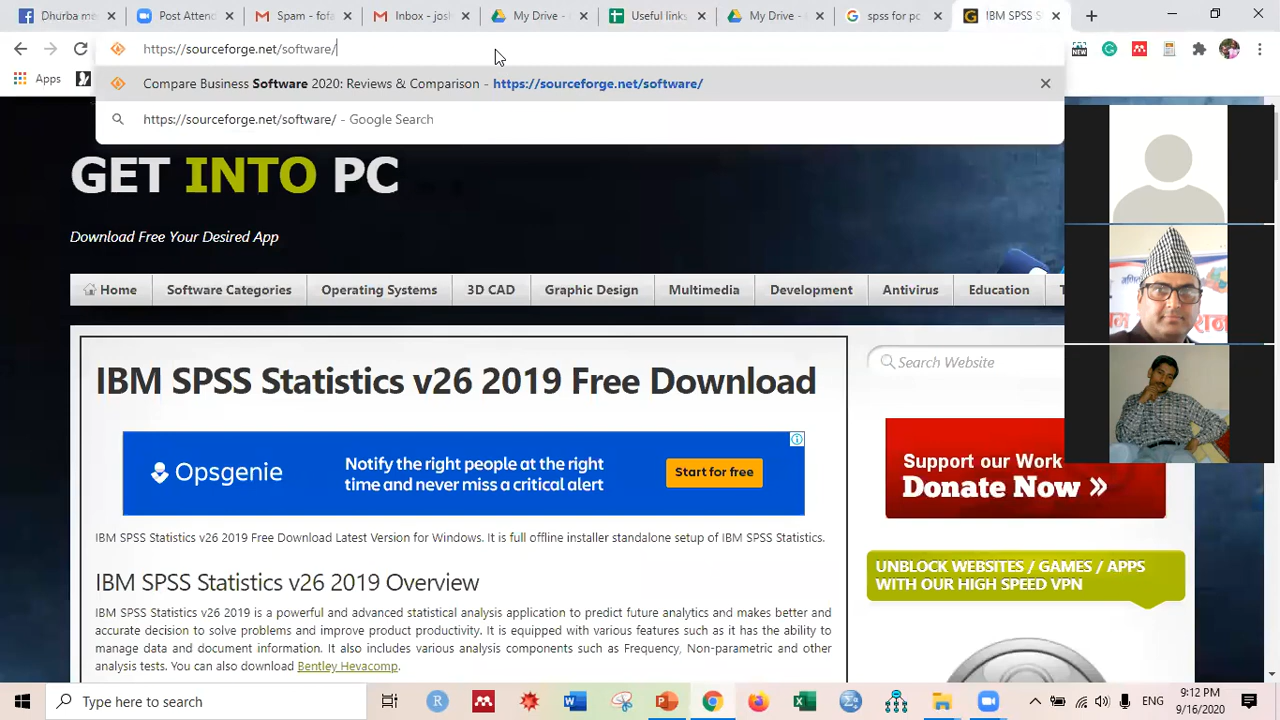 Dhurba m
Post Attend
Spam - fofa
Inbox - josl
My Drive -
Useful links
My Drive -
spss for pc
IBM SPSS S
https://sourceforge.net/software/
Compare Business Software 2020: Reviews & Comparison - https://sourceforge.net/software/
Apps
https://sourceforge.net/software/ - Google Search
GET INTO PC
Download Free Your Desired App
Home
Software Categories
Operating Systems
3D CAD
Graphic Design
Multimedia
Development
Antivirus
Education
IBM SPSS Statistics v26 2019 Free Download
Search Website
Opsgenie
Notify the right people at the right
time and never miss a critical alert
Start for free
Support our Work
Donate Now »
IBM SPSS Statistics v26 2019 Free Download Latest Version for Windows. It is full offline installer standalone setup of IBM SPSS Statistics.
UNBLOCK WEBSITES / GAMES / APPS
WITH OUR HIGH SPEED VPN
IBM SPSS Statistics v26 2019 Overview
IBM SPSS Statistics v26 2019 is a powerful and advanced statistical analysis application to predict future analytics and makes better and
accurate decision to solve problems and improve product productivity. It is equipped with various features such as it has the ability to
manage data and document information. It also includes various analysis components such as Frequency, Non-parametric and other
analysis tests. You can also download Bentley Hevacomp.
Type here to search
ENG
9:12 PM
9/16/2020